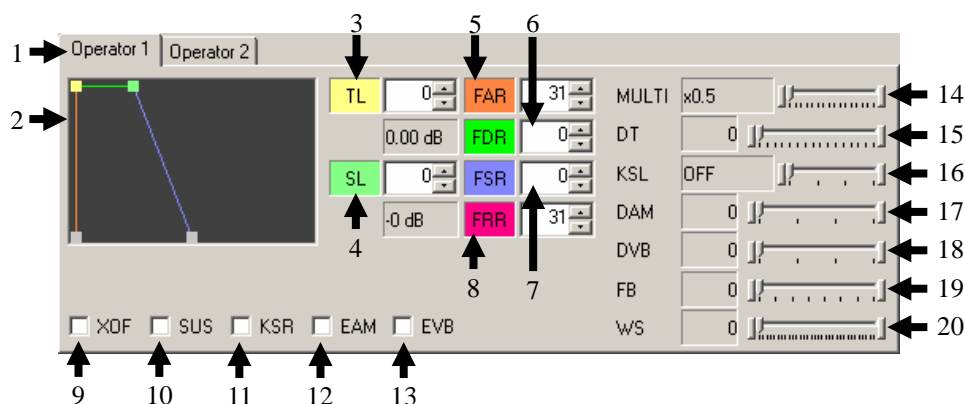 3 5 6
1 Operator 1 Operator 2
2 TL 0 FAR 31 MULTI x0.5 14
0.00 dB FDR 0 DT 0 15
SL 0 FSR 0 KSL OFF 16
-0 dB FRR 31 DAM 0 17
4 8 7 DVB 0 18
FB 0 19
XOF SUS KSR EAM EVB WS 0 20
9 10 11 12 13